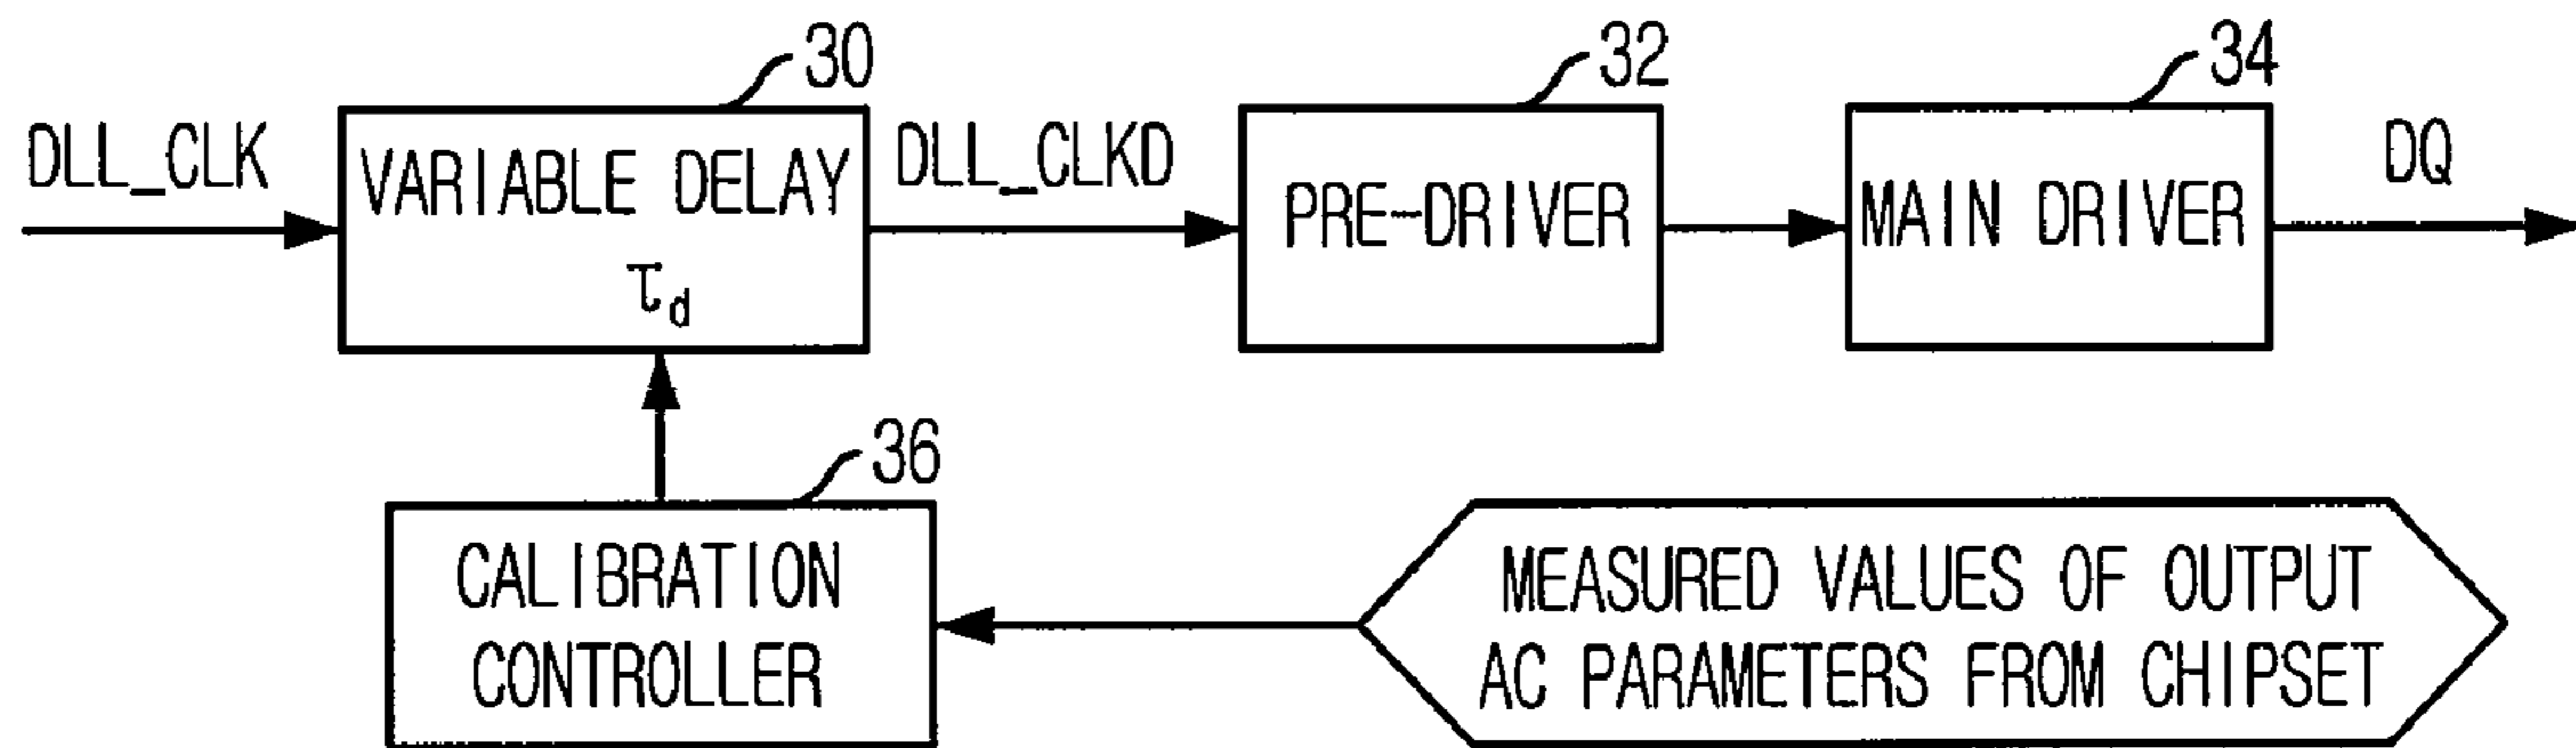 30
32
34
DLL_CLK
VARIABLE DELAY
τd
DLL_CLKD
PRE-DRIVER
MAIN DRIVER
DQ
36
CALIBRATION
CONTROLLER
MEASURED VALUES OF OUTPUT
AC PARAMETERS FROM CHIPSET